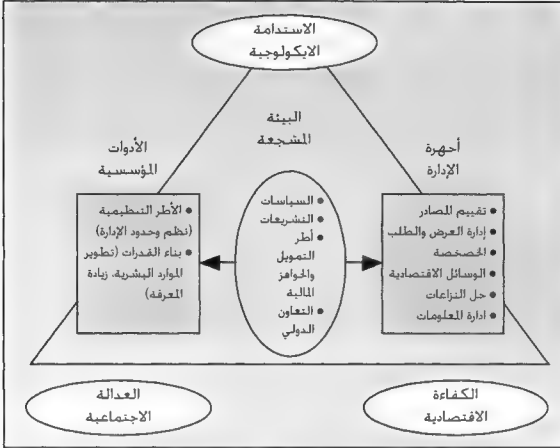 الاستدامة
الايكولوجية
البيئة
المشجعة
أجهزة
الإدارة
الأدوات
المؤسسية
• تقييم المصادر
• إدارة العرض والطلب
• الخصخصة
• الوسائل الاقتصادية
• حل النزاعات
• ادارة المعلومات
• السياسات
• التشريعات
• أطر
التمويل
والحوافز
المالية
• التعاون
الدولي
• الأطر التنظيمية
(نظم وحدود الإدارة)
• بناء القدرات (تطوير
الموارد البشرية، زيادة
المعرفة)
الكفاءة
الاقتصادية
العدالة
الاجتماعية